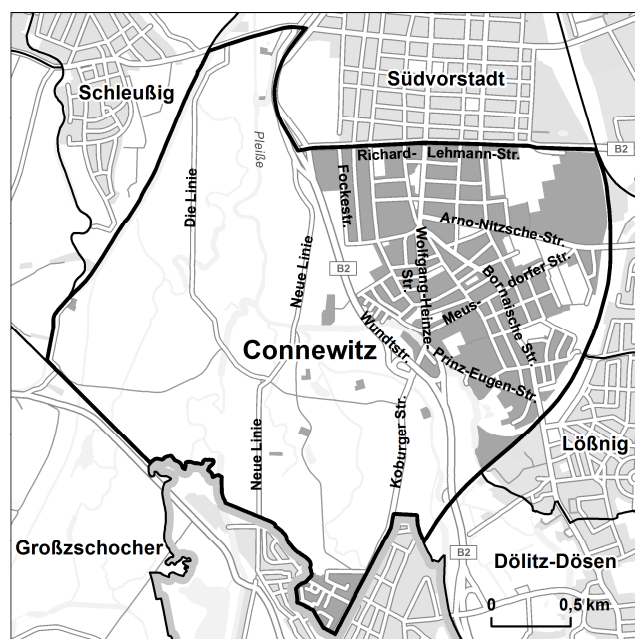 Südvorstadt
Schleußig
B2
Pleiße
Richard-
Lehmann-Str.
Fockestr.
Die Linie
Arno-Nitzsche-Str.
Neue Linie
Wolfgang-Heinze-
Str.
B2
Meus-
dorfer Str.
Bornaische Str.
Wundtstr.
Connewitz
Prinz-Eugen-Str.
Koburger Str.
Neue Linie
Lößnig
Großzschocher
B2
Dölitz-Dösen
0
0,5 km